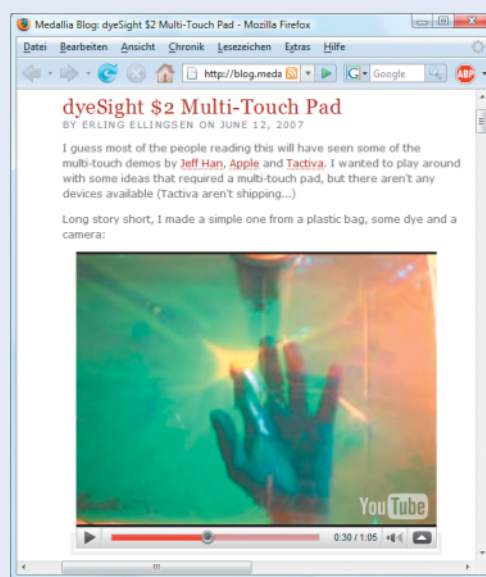 Medallia Blog: dyeSight $2 Multi-Touch Pad - Mozilla Firefox
Datei Bearbeiten Ansicht Chronik Lesezeichen Extras Hilfe
http://blog.meda G Google ABP
dyeSight $2 Multi-Touch Pad
BY ERLING ELLINGSEN ON JUNE 12, 2007
I guess most of the people reading this will have seen some of the
multi-touch demos by Jeff Han, Apple and Tactiva. I wanted to play around
with some ideas that required a multi-touch pad, but there aren't any
devices available (Tactiva aren't shipping...)
Long story short, I made a simple one from a plastic bag, some dye and a
camera:
YouTube
0:30 / 1:05